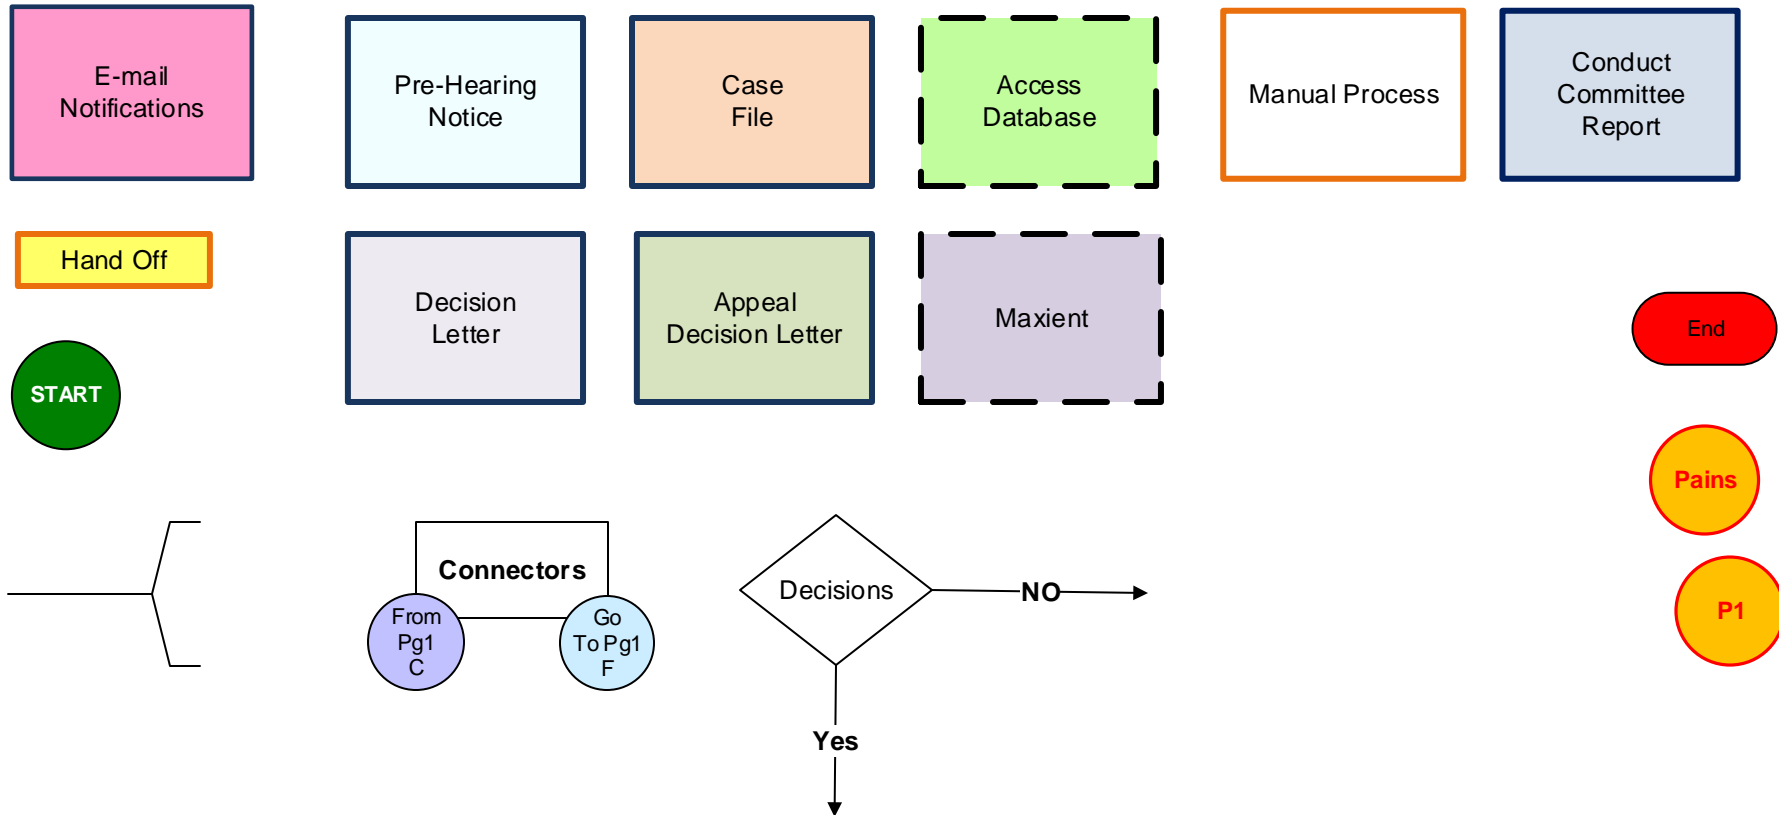 E-mail
Notifications
Pre-Hearing
Notice
Case
File
Access
Database
Manual Process
Conduct
Committee
Report
Hand Off
Decision
Letter
Appeal
Decision Letter
Maxient
End
START
Pains
Connectors
From
Pg1
C
Go
To Pg1
F
Decisions
NO
P1
Yes